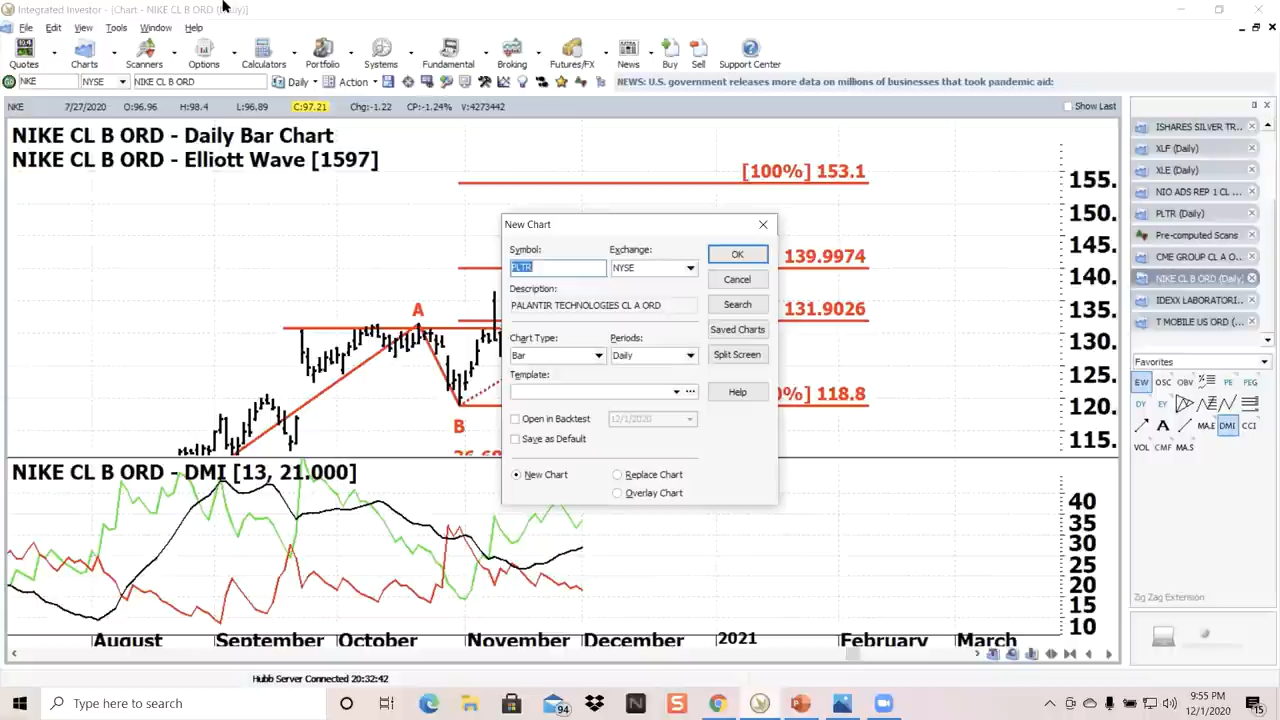 Integrated Investor - [Chart - NIKE CL B ORD (Daily)]
File Edit View Tools Window Help
Quotes Charts Scanners Options Calculators Portfolio Systems Fundamental Broking Futures/FX News Buy Sell Support Center
NKE NYSE NIKE CL B ORD Daily Action NEWS: U.S. government releases more data on millions of businesses that took pandemic aid:
NKE 7/27/2020 O:96.96 H:98.4 L:96.89 C:97.21 Chg:-1.22 CP:-1.24% V:4273442 Show Last
NIKE CL B ORD - Daily Bar Chart
NIKE CL B ORD - Elliott Wave [1597]
[100%] 153.1
139.9974
131.9026
118.8
A
B
155.
150.
145.
140.
135.
130.
125.
120.
115.
New Chart
Symbol: Exchange:
PLTR NYSE
Description:
PALANTIR TECHNOLOGIES CL A ORD
Chart Type: Periods:
Bar Daily
Template:
Open in Backtest 12/1/2020
Save as Default
New Chart Replace Chart
Overlay Chart
OK
Cancel
Search
Saved Charts
Split Screen
Help
NIKE CL B ORD - DMI [13, 21.000]
40
35
30
25
20
15
10
August September October November December 2021 February March
ISHARES SILVER TR...
XLF (Daily)
XLE (Daily)
NIO ADS REP 1 CL ...
PLTR (Daily)
Pre-computed Scans
CME GROUP CL A O...
NIKE CL B ORD (Daily)
IDEXX LABORATORI...
T MOBILE US ORD (...
Favorites
EW OSC OBV PE PEG
DY EY
A MA.E DMI CCI
VOL CMF MA.S
Zig Zag Extension
Hubb Server Connected 20:32:42
Type here to search
94
9:55 PM
12/1/2020
15